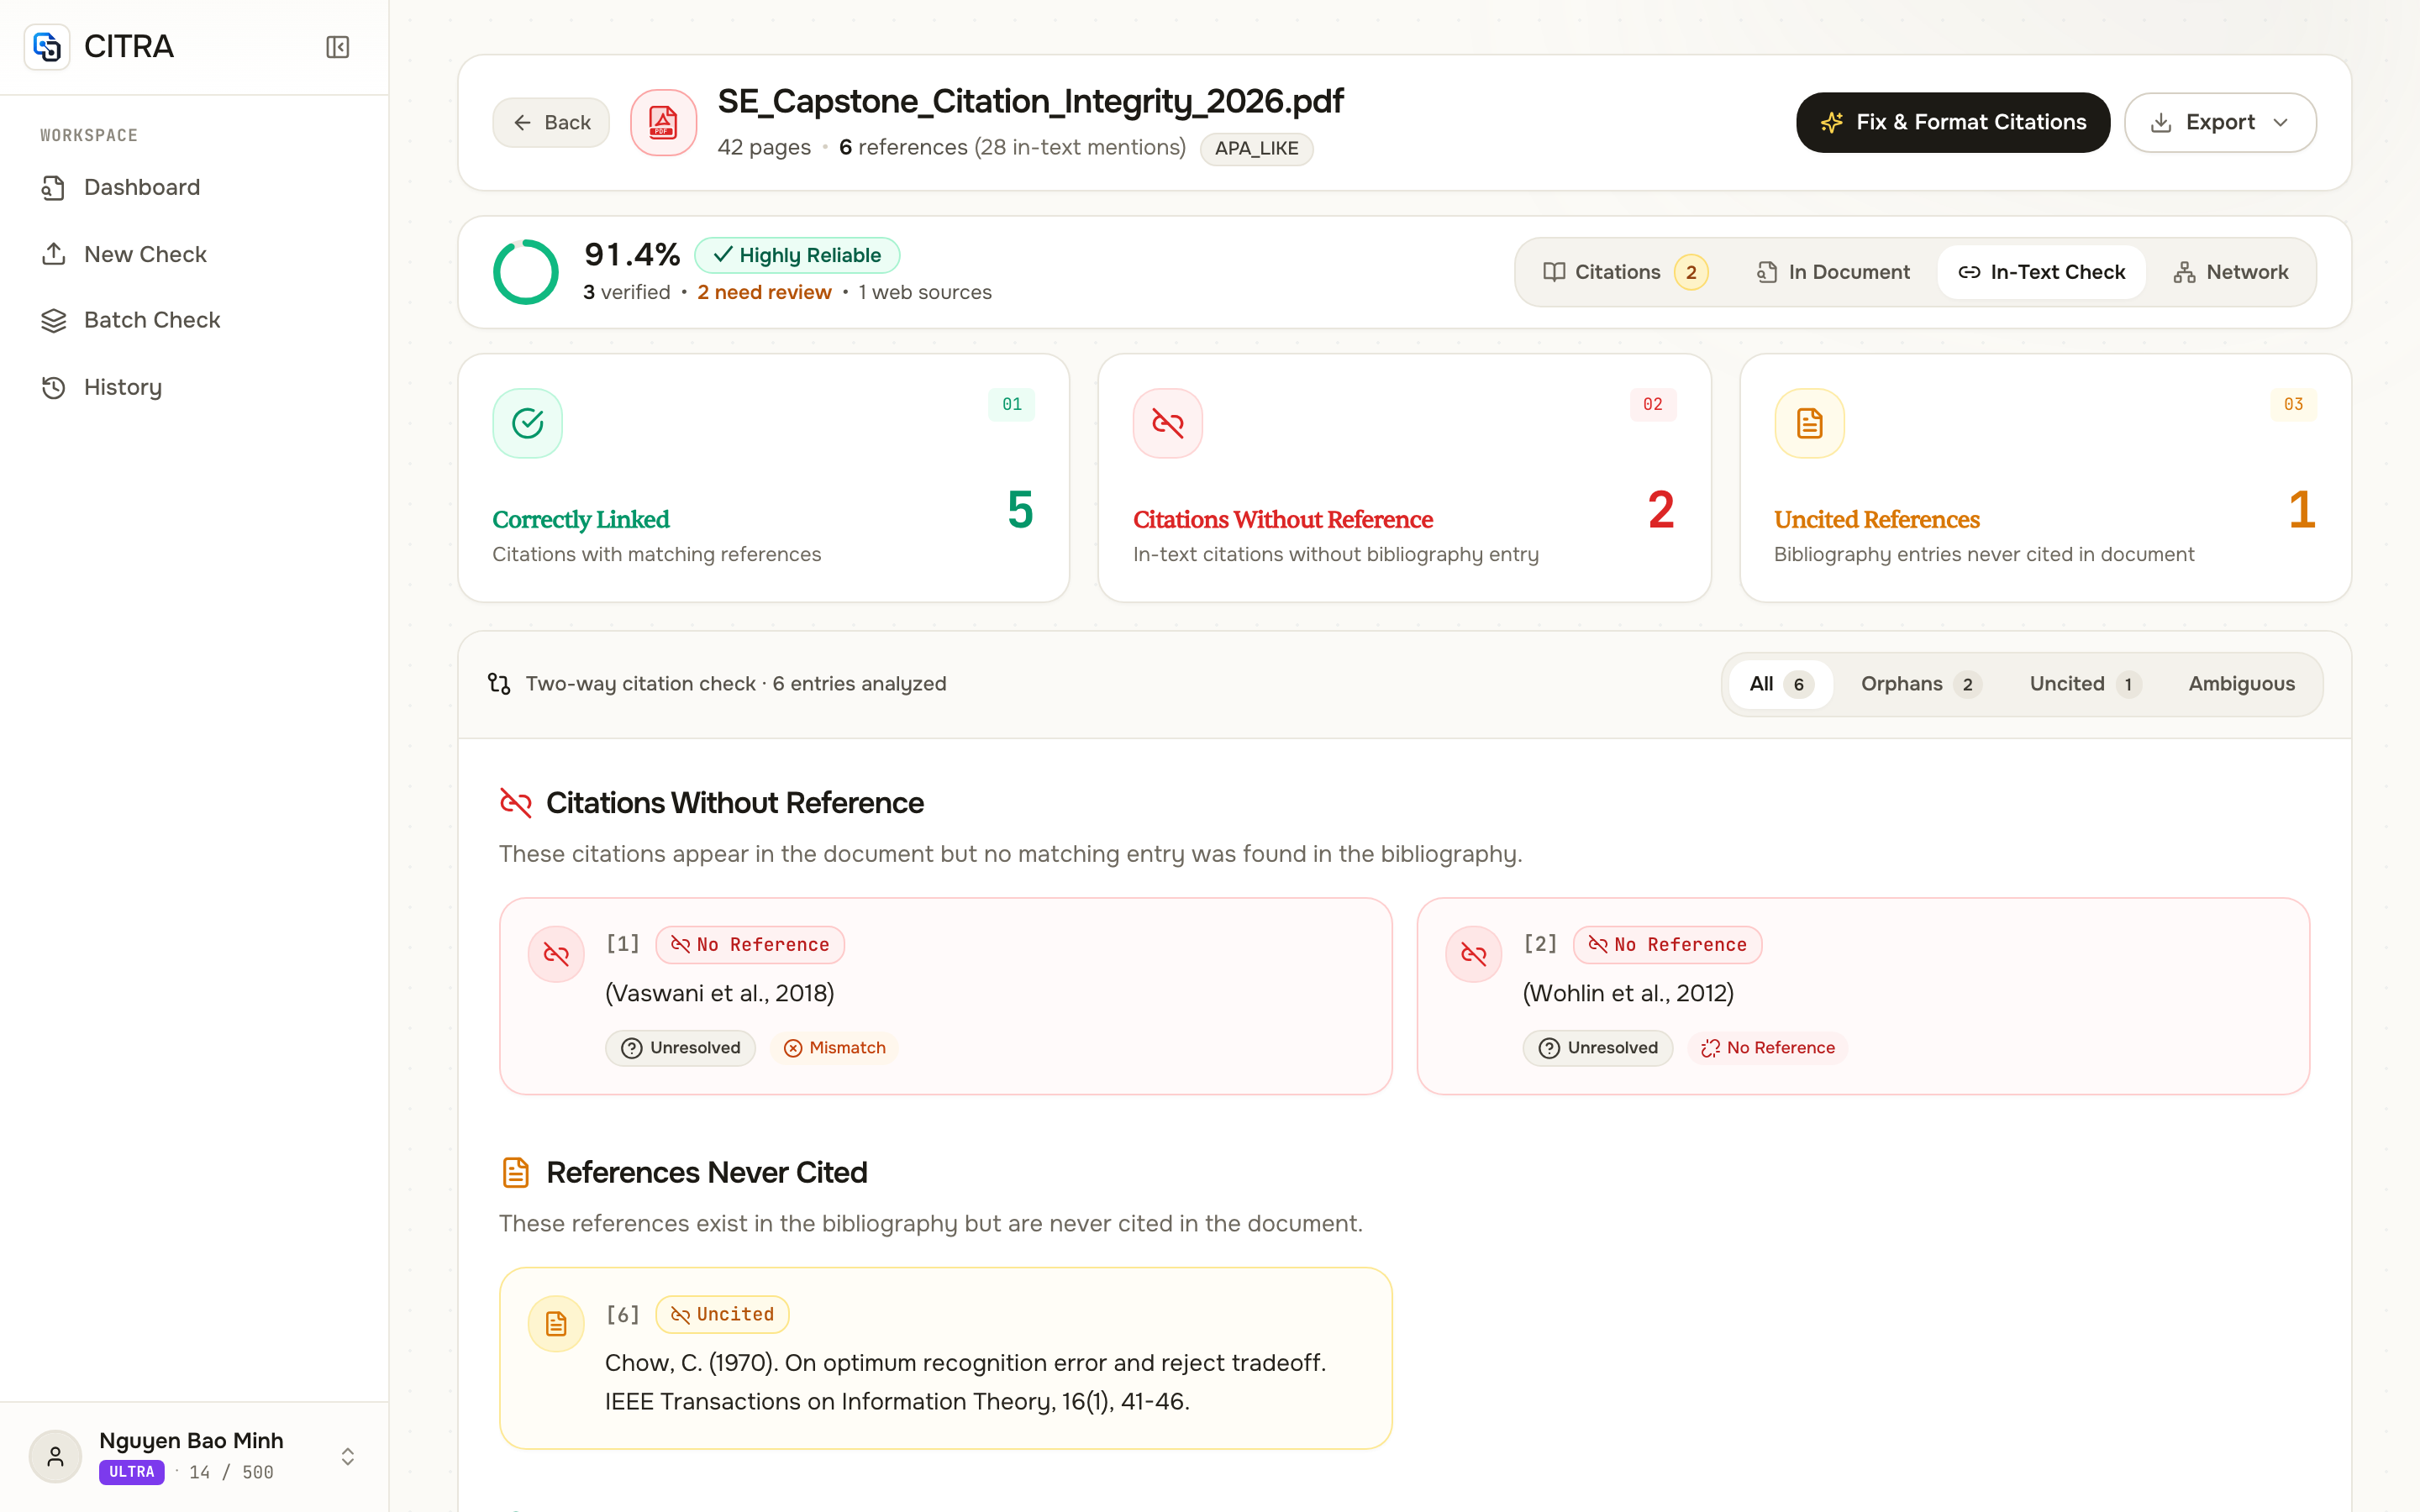 CITRA
WORKSPACE
Dashboard
New Check
Batch Check
History
Nguyen Bao Minh
ULTRA · 14 / 500
Back
SE_Capstone_Citation_Integrity_2026.pdf
42 pages • 6 references (28 in-text mentions) APA_LIKE
Fix & Format Citations
Export
91.4% Highly Reliable
3 verified • 2 need review • 1 web sources
Citations 2
In Document
In-Text Check
Network
01
Correctly Linked 5
Citations with matching references
02
Citations Without Reference 2
In-text citations without bibliography entry
03
Uncited References 1
Bibliography entries never cited in document
Two-way citation check · 6 entries analyzed
All 6
Orphans 2
Uncited 1
Ambiguous
Citations Without Reference
These citations appear in the document but no matching entry was found in the bibliography.
[1] No Reference
(Vaswani et al., 2018)
Unresolved Mismatch
[2] No Reference
(Wohlin et al., 2012)
Unresolved No Reference
References Never Cited
These references exist in the bibliography but are never cited in the document.
[6] Uncited
Chow, C. (1970). On optimum recognition error and reject tradeoff.
IEEE Transactions on Information Theory, 16(1), 41-46.